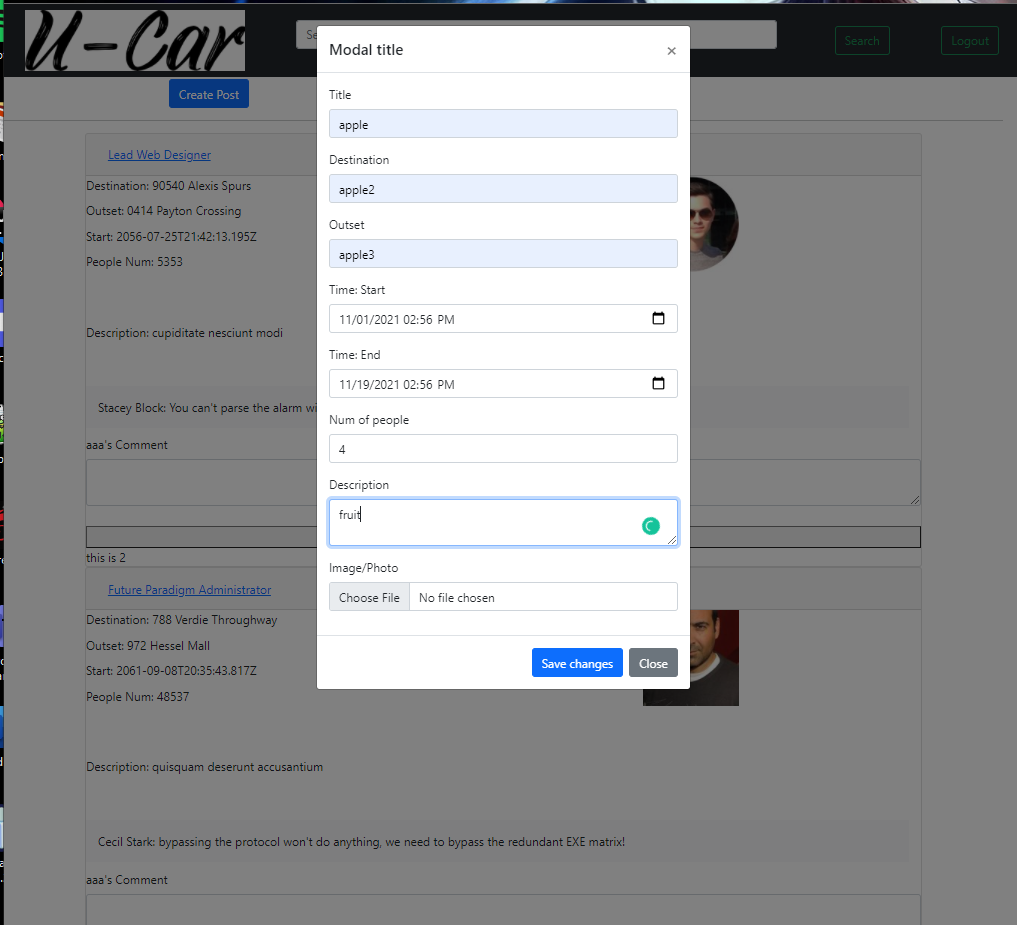 U-Car
Se
Search
Logout
Create Post
Modal title
×
Title
apple
Destination
apple2
Outset
apple3
Time: Start
11/01/2021 02:56 PM
Time: End
11/19/2021 02:56 PM
Num of people
4
Description
fruit
Image/Photo
Choose File No file chosen
Save changes Close
Lead Web Designer
Destination: 90540 Alexis Spurs
Outset: 0414 Payton Crossing
Start: 2056-07-25T21:42:13.195Z
People Num: 5353
Description: cupiditate nesciunt modi
Stacey Block: You can't parse the alarm wi
aaa's Comment
this is 2
Future Paradigm Administrator
Destination: 788 Verdie Throughway
Outset: 972 Hessel Mall
Start: 2061-09-08T20:35:43.817Z
People Num: 48537
Description: quisquam deserunt accusantium
Cecil Stark: bypassing the protocol won't do anything, we need to bypass the redundant EXE matrix!
aaa's Comment